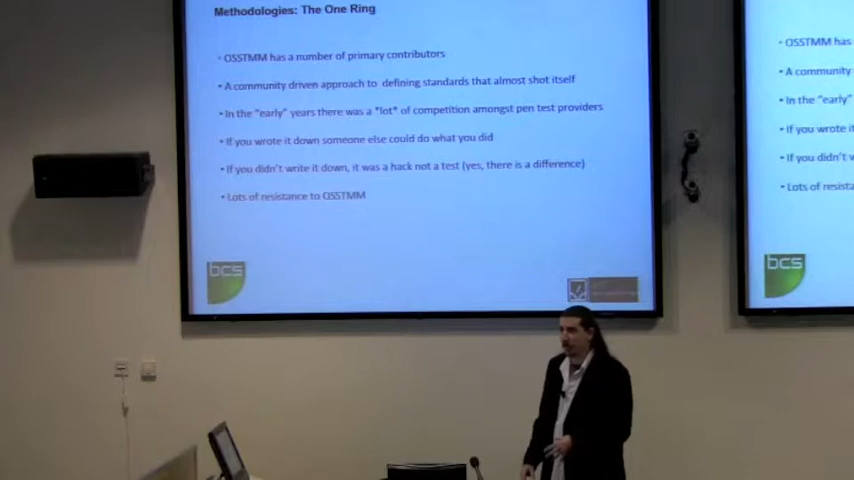 Methodologies: The One Ring
• OSSTMM has a number of primary contributors
• A community driven approach to defining standards that almost shot itself
• In the "early" years there was a *lot* of competition amongst pen test providers
• If you wrote it down someone else could do what you did
• If you didn't write it down, it was a hack not a test (yes, there is a difference)
• Lots of resistance to OSSTMM
bcs
• OSSTMM has
• A community
• In the "early"
• If you wrote it
• If you didn't
• Lots of
bcs